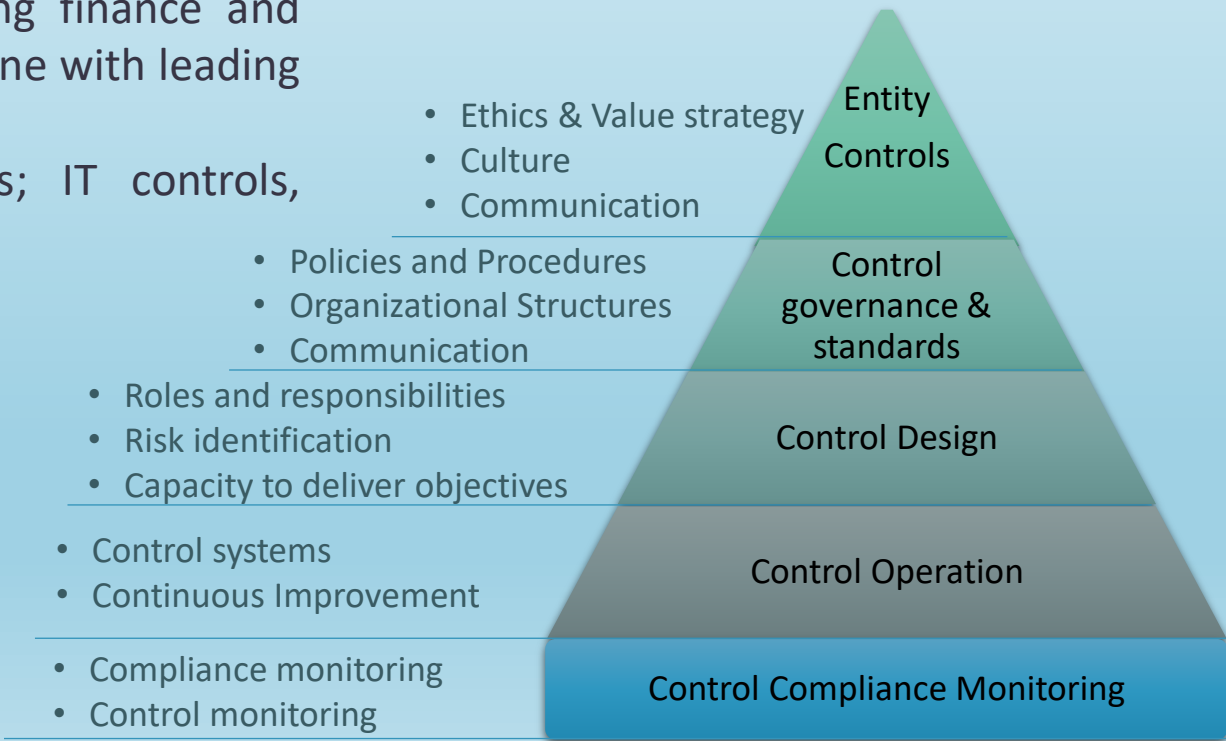 ng finance and
ne with leading
s; IT controls,
• Ethics & Value strategy
• Culture
• Communication
Entity
Controls
• Policies and Procedures
• Organizational Structures
• Communication
Control
governance &
standards
• Roles and responsibilities
• Risk identification
• Capacity to deliver objectives
Control Design
• Control systems
• Continuous Improvement
Control Operation
• Compliance monitoring
• Control monitoring
Control Compliance Monitoring